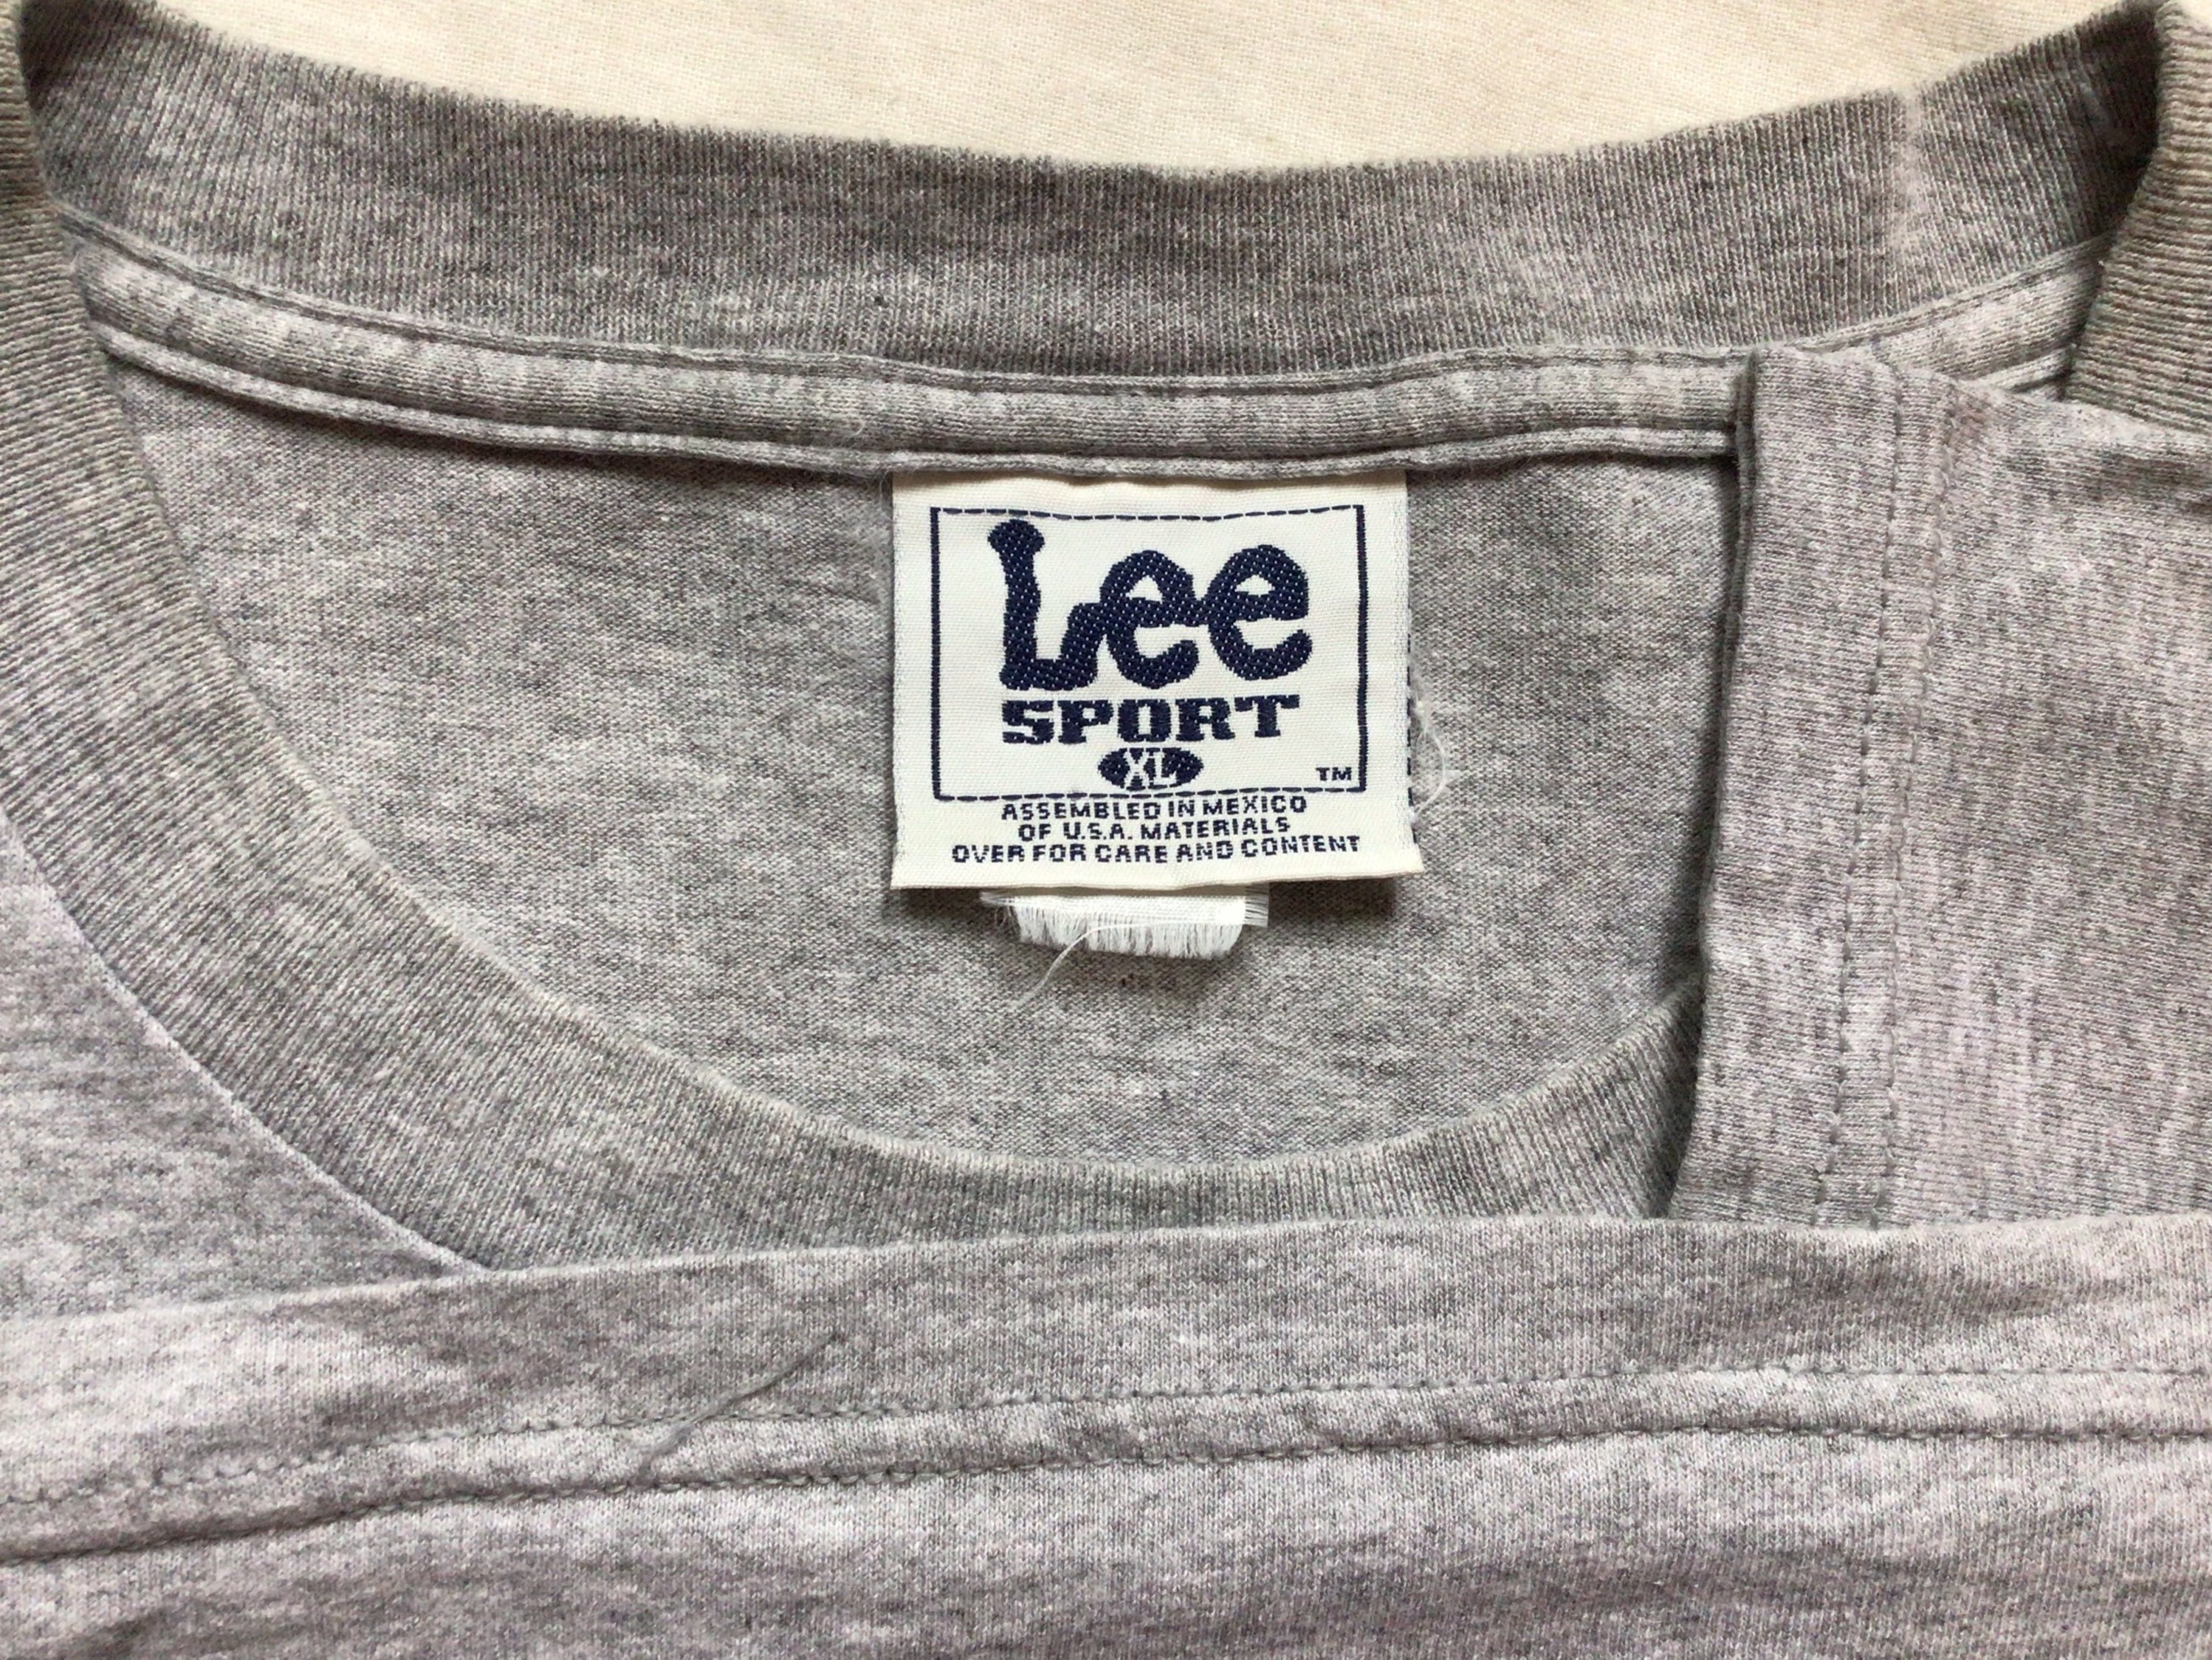 Lee
SPORT
XL
TM
ASSEMBLED IN MEXICO
OF U.S.A. MATERIALS
OVER FOR CARE AND CONTENT